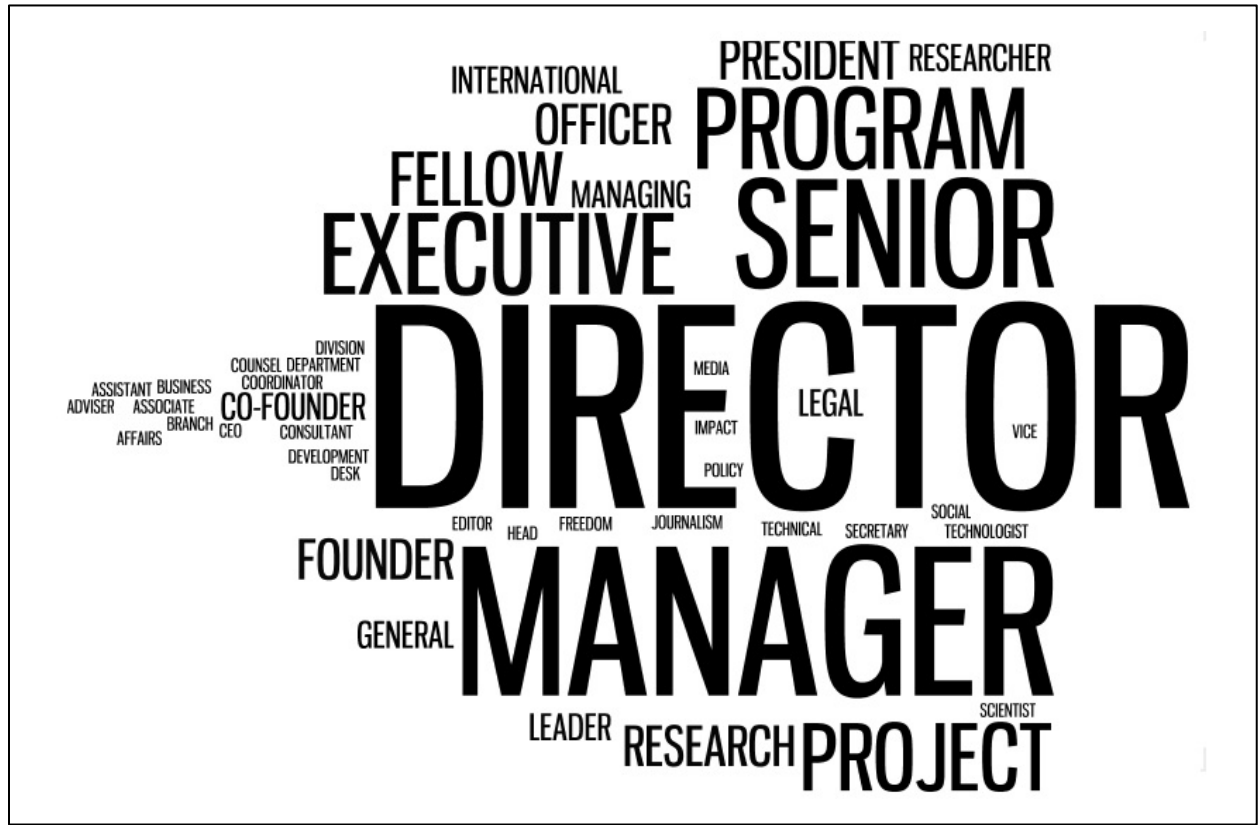 PRESIDENT RESEARCHER
INTERNATIONAL
OFFICER PROGRAM
FELLOW MANAGING SENIOR
EXECUTIVE
DIRECTOR
DIVISION
COUNSEL DEPARTMENT
MEDIA
COORDINATOR
ASSISTANT BUSINESS
ADVISER ASSOCIATE CO-FOUNDER
LEGAL
BRANCH CEO CONSULTANT
AFFAIRS
IMPACT
VICE
DEVELOPMENT
DESK
POLICY
SOCIAL
EDITOR HEAD FREEDOM JOURNALISM TECHNICAL SECRETARY TECHNOLOGIST
FOUNDER
MANAGER
GENERAL
SCIENTIST
LEADER RESEARCH PROJECT